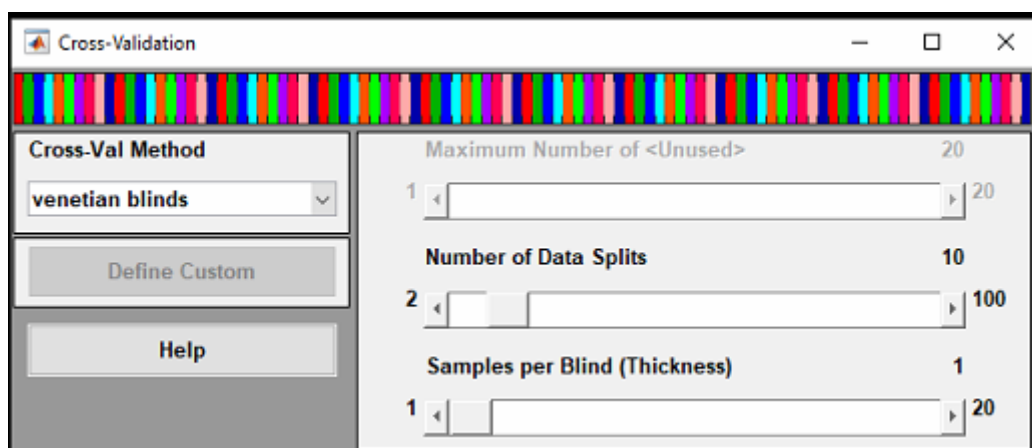 Cross-Validation
Cross-Val Method
venetian blinds
Define Custom
Help
Maximum Number of <Unused> 20
1 20
Number of Data Splits 10
2 100
Samples per Blind (Thickness) 1
1 20